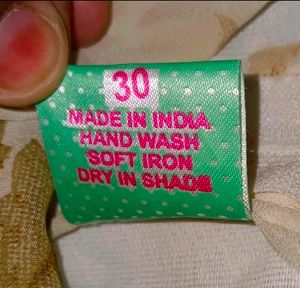 30
MADE IN INDIA
HAND WASH
SOFT IRON
DRY IN SHADE